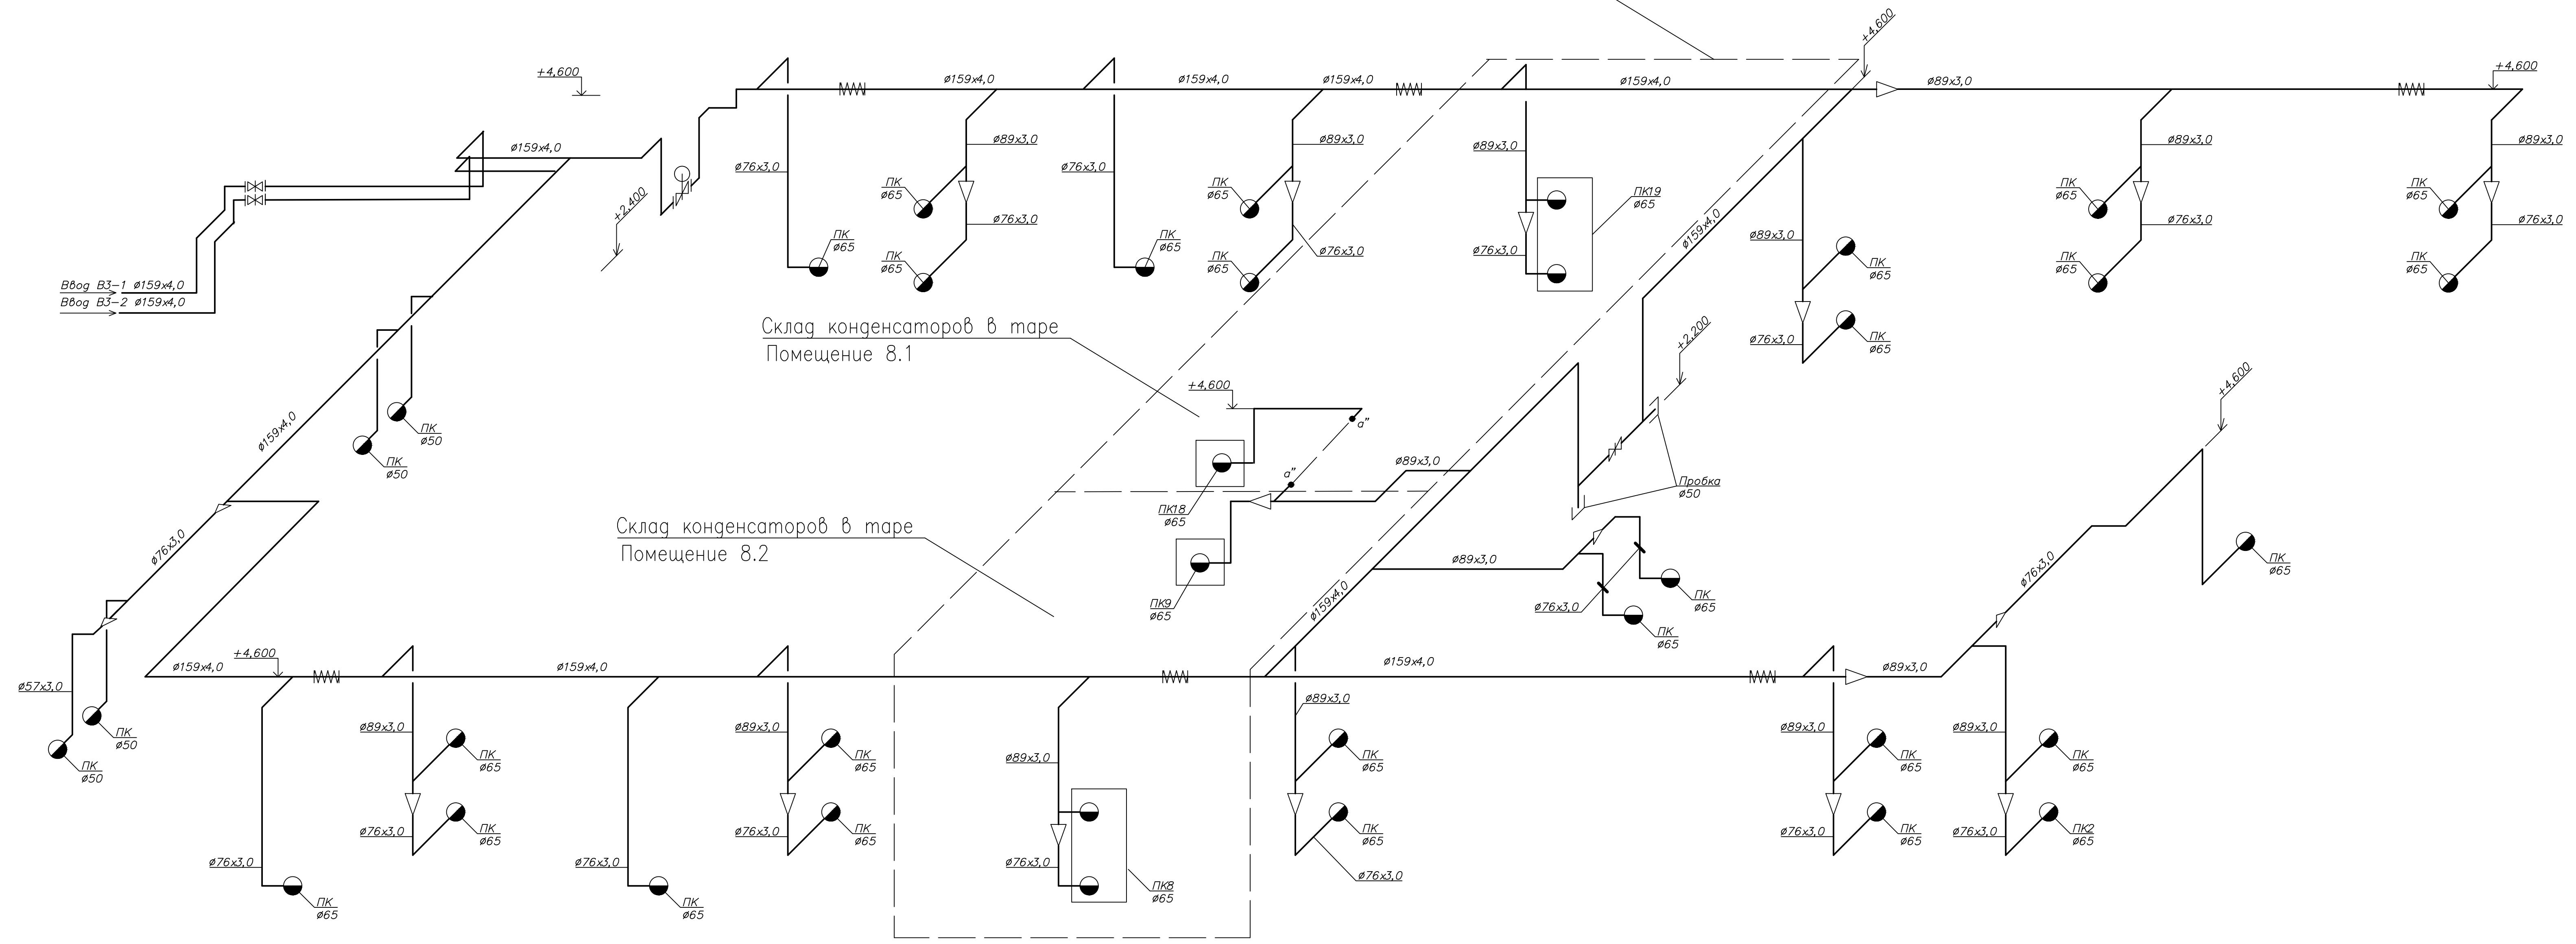 +4,600
+4,600
+4,600
ø159x4,0
ø159x4,0
ø159x4,0
ø159x4,0
ø89x3,0
ø159x4,0
ø89x3,0
ø89x3,0
ø89x3,0
ø89x3,0
ø89x3,0
ø76x3,0
ø76x3,0
ПК
ø65
ПК
ø65
ПК19
ø65
ПК
ø65
ПК
ø65
+2,400
ø76x3,0
ø76x3,0
ø76x3,0
ø76x3,0
ø159x4,0
ø89x3,0
ПК
ø65
ПК
ø65
ø76x3,0
ø76x3,0
ПК
ø65
ПК
ø65
ПК
ø65
ПК
ø65
ПК
ø65
ПК
ø65
Ввод В3-1 ø159x4,0
Ввод В3-2 ø159x4,0
Склад конденсаторов в таре
Помещение 8.1
+2,200
ø76x3,0
ПК
ø65
+4,600
+4,600
a"
ПК
ø50
ø159x4,0
ПК
ø50
a"
ø89x3,0
Пробка
ø50
ПК18
ø65
Склад конденсаторов в таре
Помещение 8.2
ø76x3,0
ø89x3,0
ø76x3,0
ПК
ø65
ПК9
ø65
ø159x4,0
ø76x3,0
ПК
ø65
ПК
ø65
+4,600
ø159x4,0
ø159x4,0
ø159x4,0
ø89x3,0
ø57x3,0
ПК
ø50
ПК
ø50
ø89x3,0
ПК
ø65
ø89x3,0
ПК
ø65
ø89x3,0
ø89x3,0
ПК
ø65
ø89x3,0
ПК
ø65
ø89x3,0
ПК
ø65
ø76x3,0
ПК
ø65
ø76x3,0
ПК
ø65
ПК
ø65
ø76x3,0
ПК
ø65
ø76x3,0
ПК2
ø65
ø76x3,0
ø76x3,0
ø76x3,0
ø76x3,0
ПК
ø65
ПК
ø65
ПК8
ø65